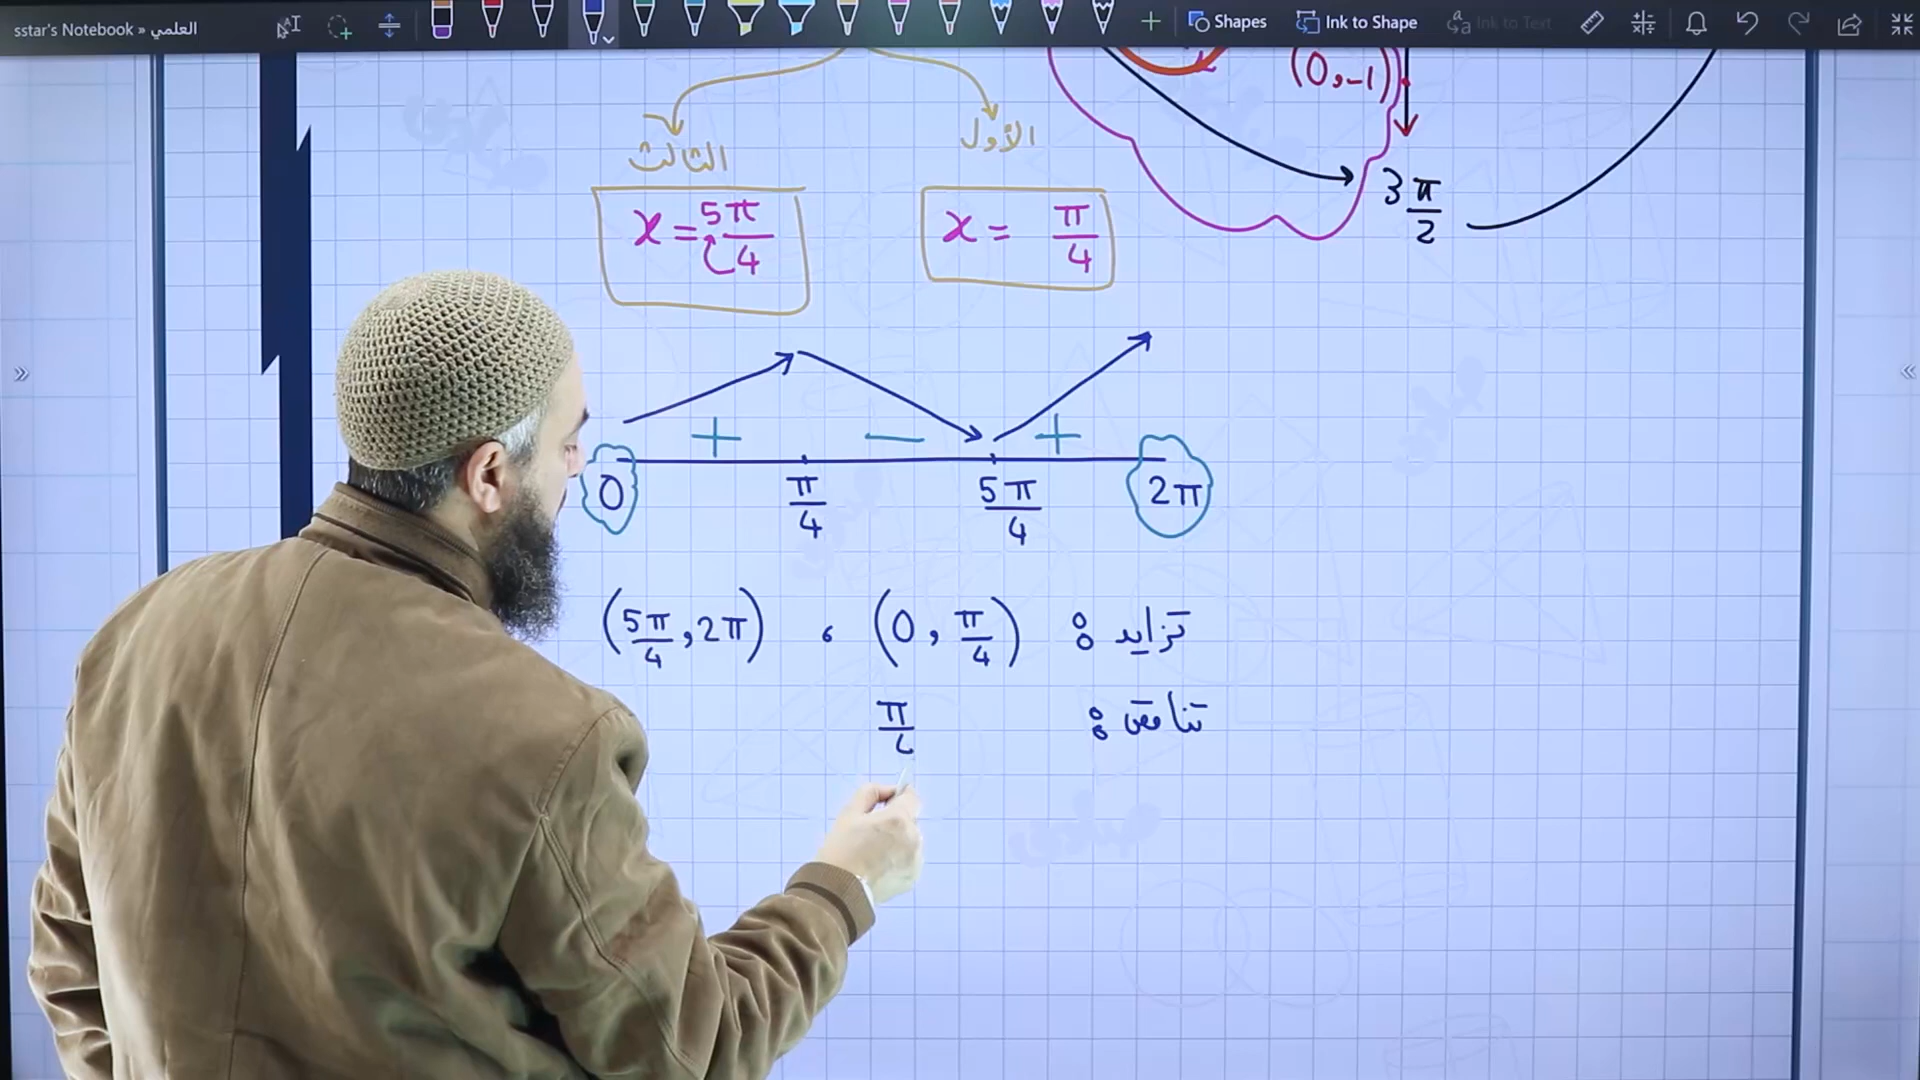 sstar's Notebook » العلمي
Shapes
Ink to Shape
Ink to Text
(0,-1)
الأول
الثالث
3π/2
x = π/4
x = 5π/4
+ − +
0 π/4 5π/4 2π
تزايد : (0, π/4) ، (5π/4, 2π)
تناقص : π/